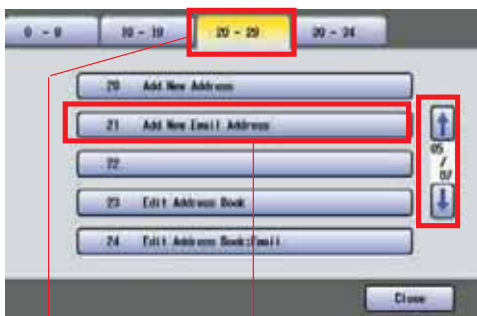 0 - 9 10 - 19 20 - 29 30 - 34
20 Add New Address
21 Add New Email Address
22
23 Edit Address Book
24 Edit Address Book:Email
05
/
07
Close